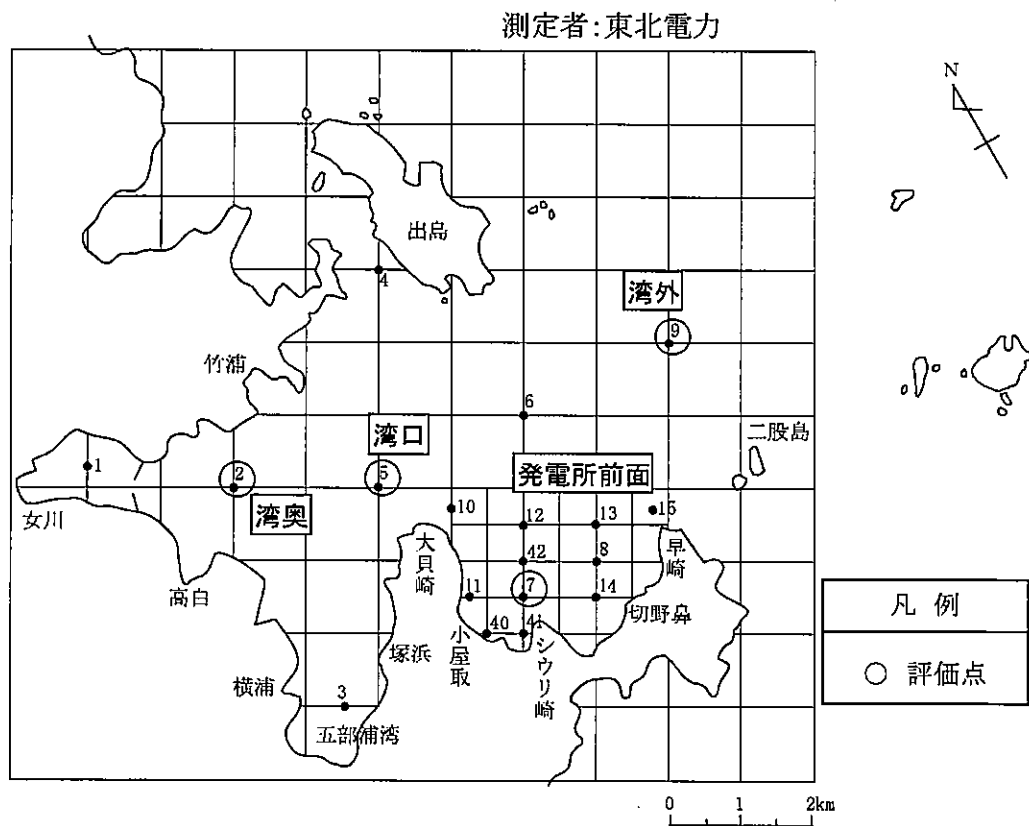 測定者:東北電力
N
出島
4
湾外
9
竹浦
6
二股島
湾口
1
2
5
発電所前面
女川
湾奥
10
12
13
15
大貝崎
42
8
早崎
高白
11
7
14
切野鼻
凡例
40
41
小屋取
シウリ崎
塚浜
○ 評価点
横浦
3
五部浦湾
0 1 2km